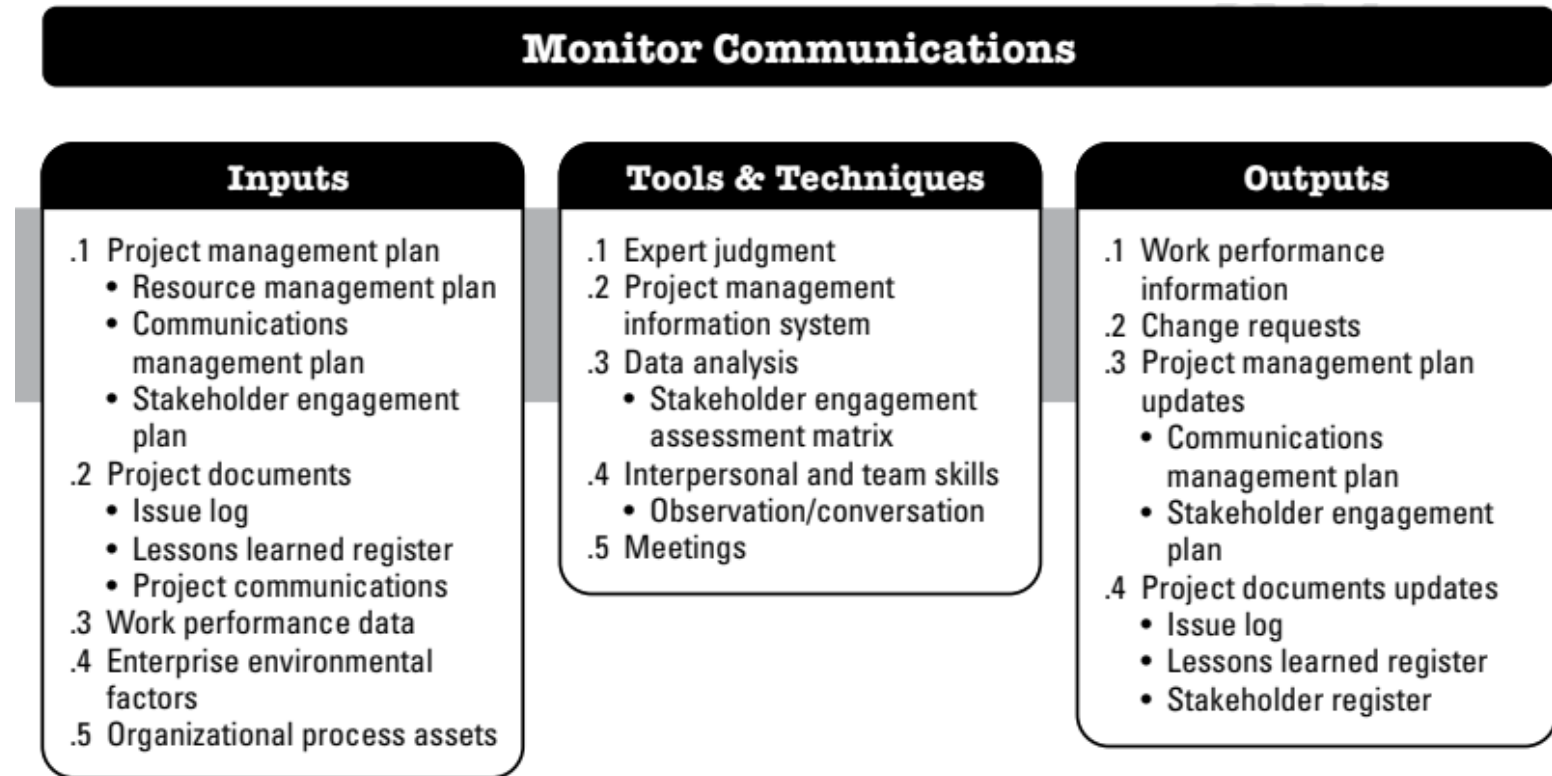 Monitor Communications
Inputs
.1 Project management plan
• Resource management plan
• Communications
management plan
• Stakeholder engagement
plan
.2 Project documents
• Issue log
• Lessons learned register
• Project communications
.3 Work performance data
.4 Enterprise environmental
factors
.5 Organizational process assets
Tools & Techniques
.1 Expert judgment
.2 Project management
information system
.3 Data analysis
• Stakeholder engagement
assessment matrix
.4 Interpersonal and team skills
• Observation/conversation
.5 Meetings
Outputs
.1 Work performance
information
.2 Change requests
.3 Project management plan
updates
• Communications
management plan
• Stakeholder engagement
plan
.4 Project documents updates
• Issue log
• Lessons learned register
• Stakeholder register